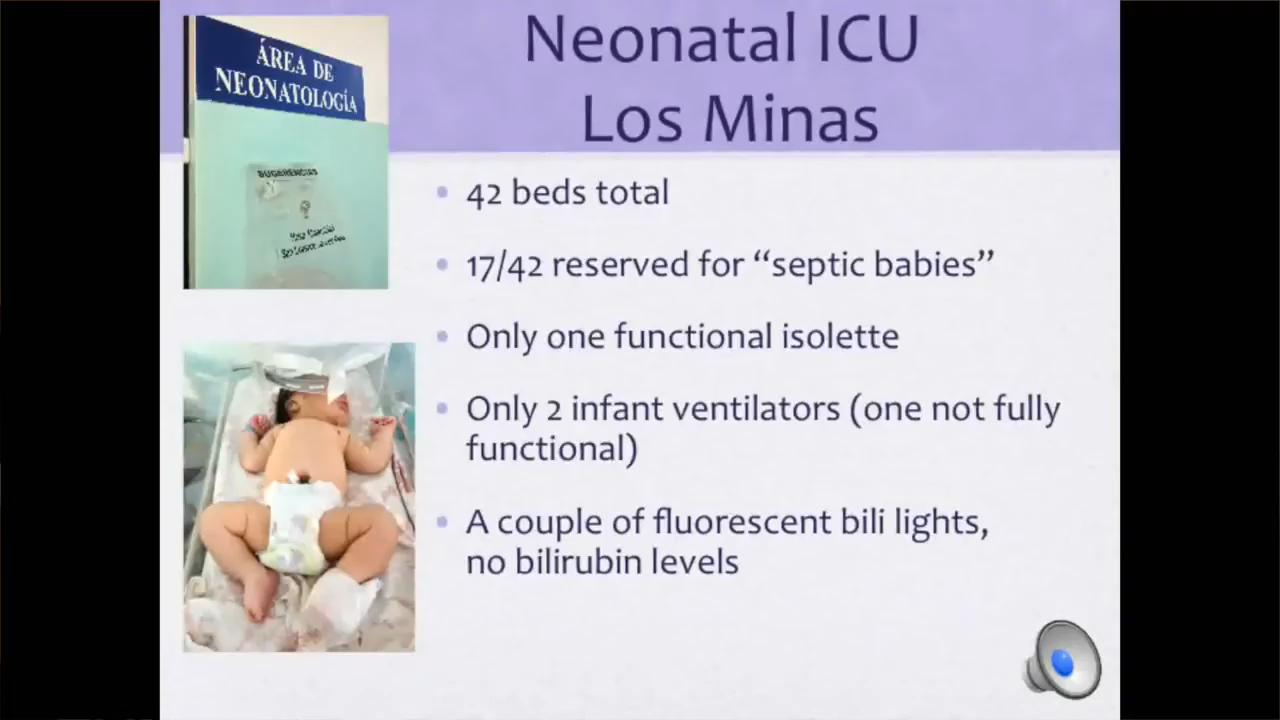 Neonatal ICU
Los Minas
ÁREA DE
NEONATOLOGÍA
SUGERENCIAS
• 42 beds total
• 17/42 reserved for “septic babies”
• Only one functional isolette
• Only 2 infant ventilators (one not fully
functional)
• A couple of fluorescent bili lights,
no bilirubin levels